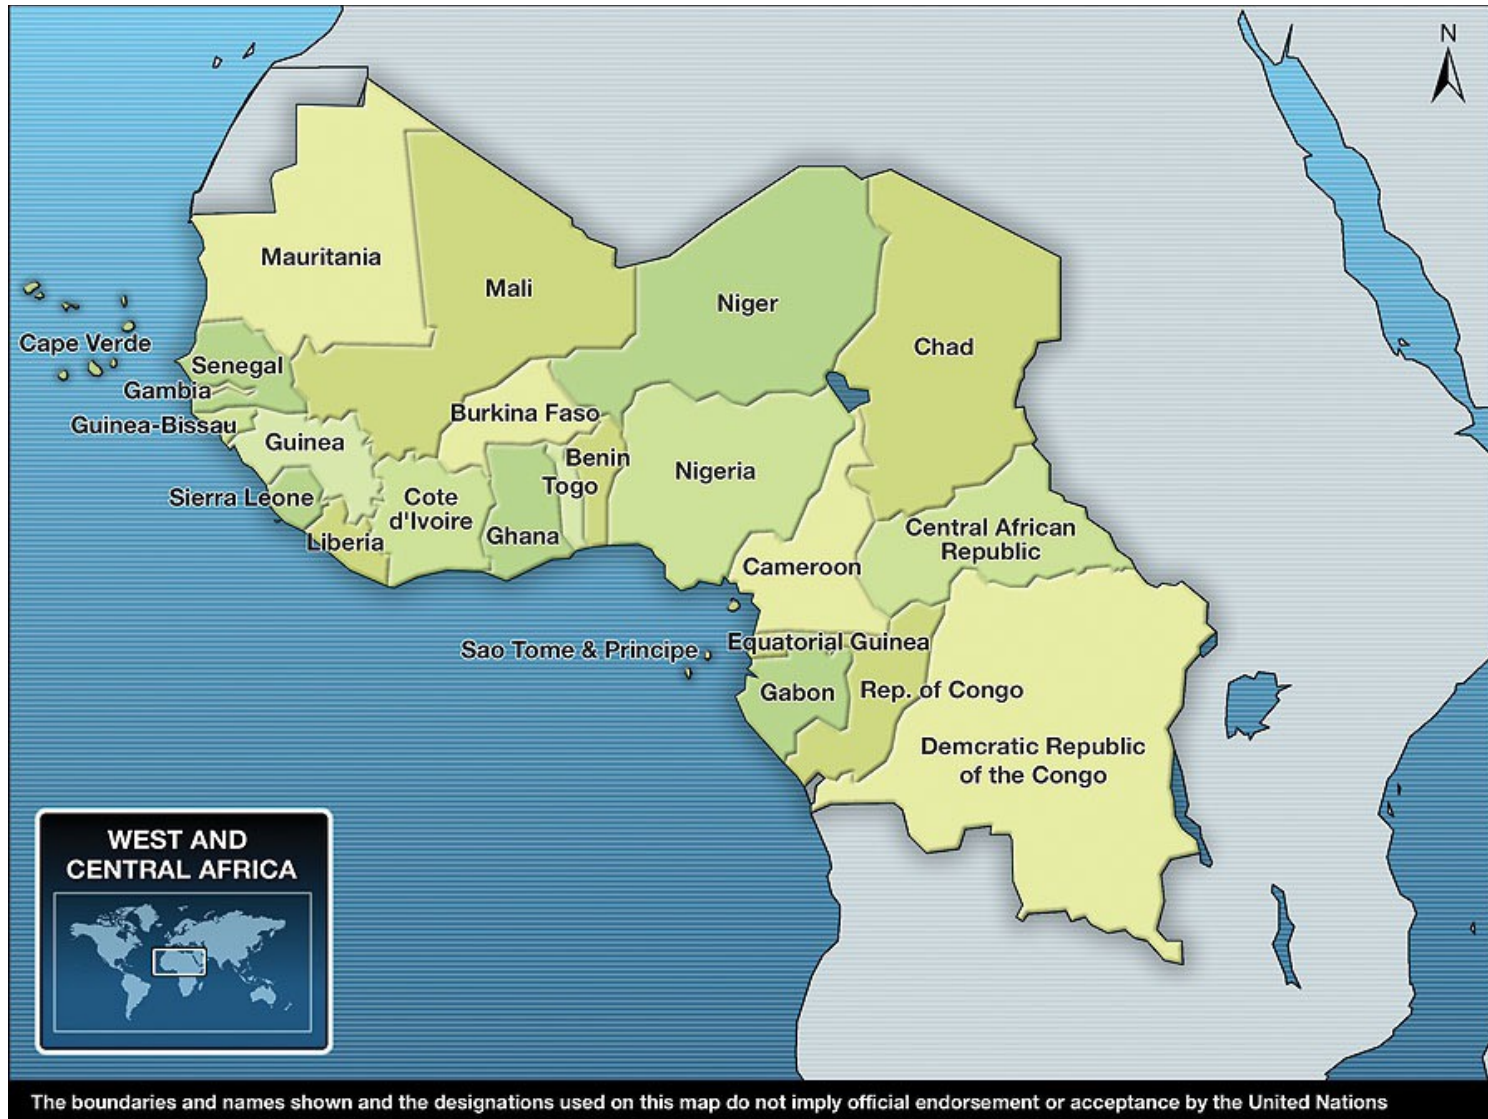 N
Mauritania
Mali
Niger
Chad
Cape Verde
Senegal
Gambia
Guinea-Bissau
Guinea
Burkina Faso
Benin
Togo
Nigeria
Sierra Leone
Cote
d'Ivoire
Ghana
Liberia
Central African
Republic
Cameroon
Sao Tome & Principe
Equatorial Guinea
Gabon
Rep. of Congo
Demcratic Republic
of the Congo
WEST AND
CENTRAL AFRICA
The boundaries and names shown and the designations used on this map do not imply official endorsement or acceptance by the United Nations